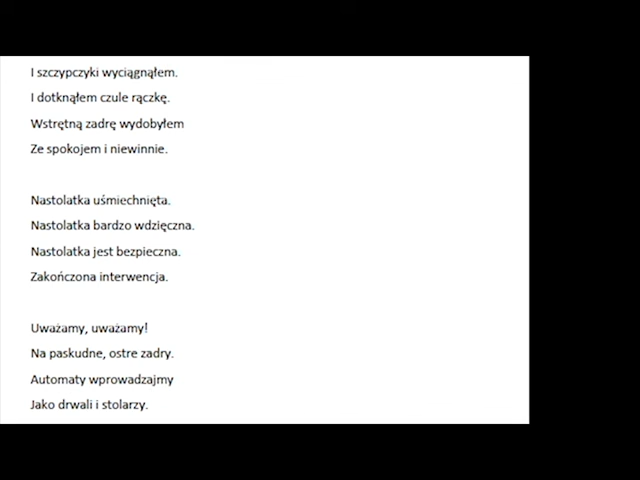 I szczypczyki wyciągnąłem.
I dotknąłem czule rączkę.
Wstrętną zadrę wydobyłem
Ze spokojem i niewinnie.
Nastolatka uśmiechnięta.
Nastolatka bardzo wdzięczna.
Nastolatka jest bezpieczna.
Zakończona interwencja.
Uważamy, uważamy!
Na paskudne, ostre zadry.
Automaty wprowadzajmy
Jako drwali i stolarzy.